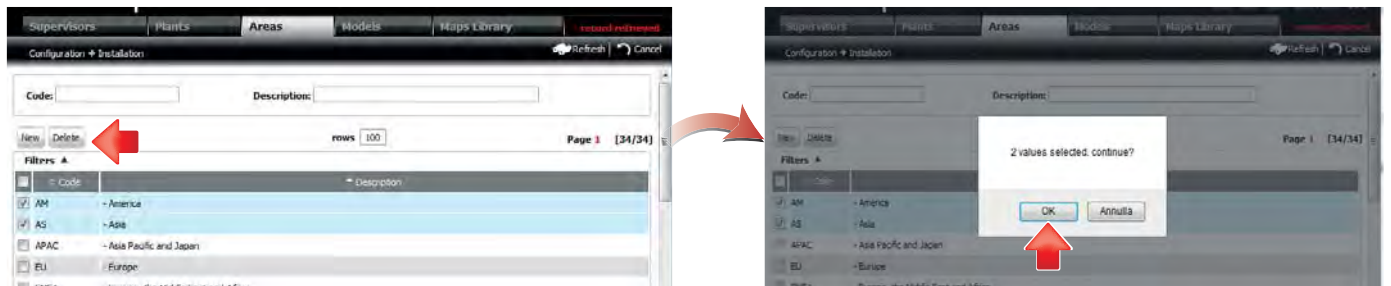 Supervisors Plants Areas Models Maps Library record retrieved
Configuration Installation Refresh | Cancel
Code: Description:
New Delete rows 100 Page 1 [34/34]
Filters
Code Description
AM - America
AS - Asia
APAC - Asia Pacific and Japan
EU - Europe
Supervisors Plants Areas Models Maps Library
Configuration Installation Refresh | Cancel
Code: Description:
New Delete Page 1 [34/34]
Filters
2 values selected. continue?
OK Annulla
Code
AM - America
AS - Asia
APAC - Asia Pacific and Japan
EU - Europe